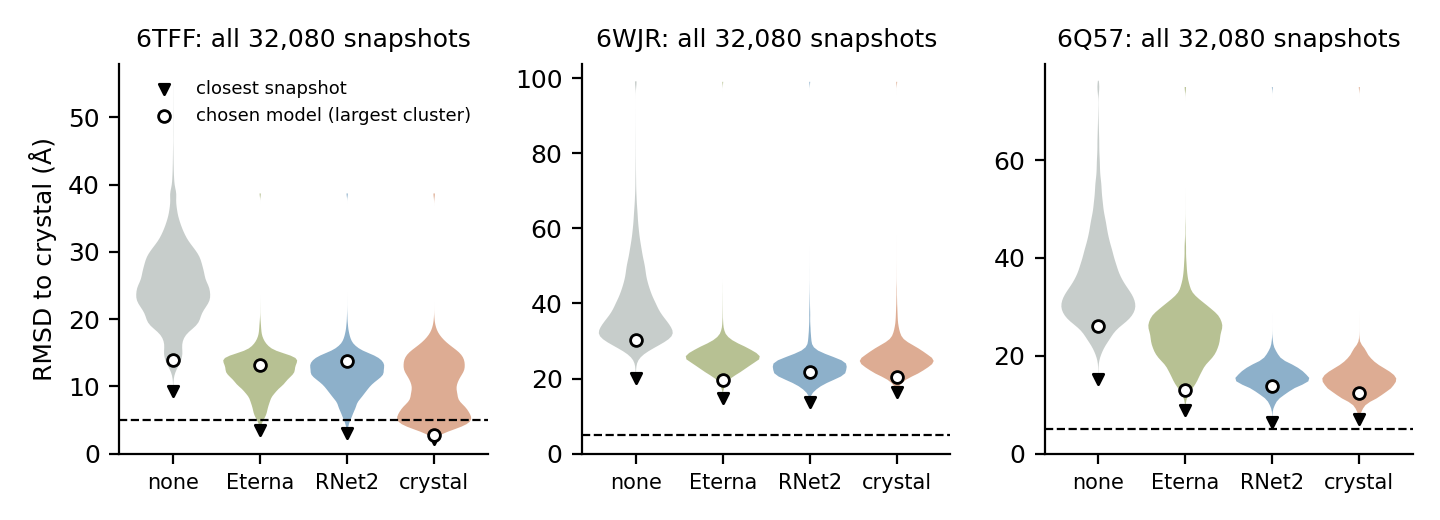 6TFF: all 32,080 snapshots
closest snapshot
chosen model (largest cluster)
RMSD to crystal (Å)
50
40
30
20
10
0
none
Eterna
RNet2
crystal
6WJR: all 32,080 snapshots
100
80
60
40
20
0
none
Eterna
RNet2
crystal
6Q57: all 32,080 snapshots
60
40
20
0
none
Eterna
RNet2
crystal